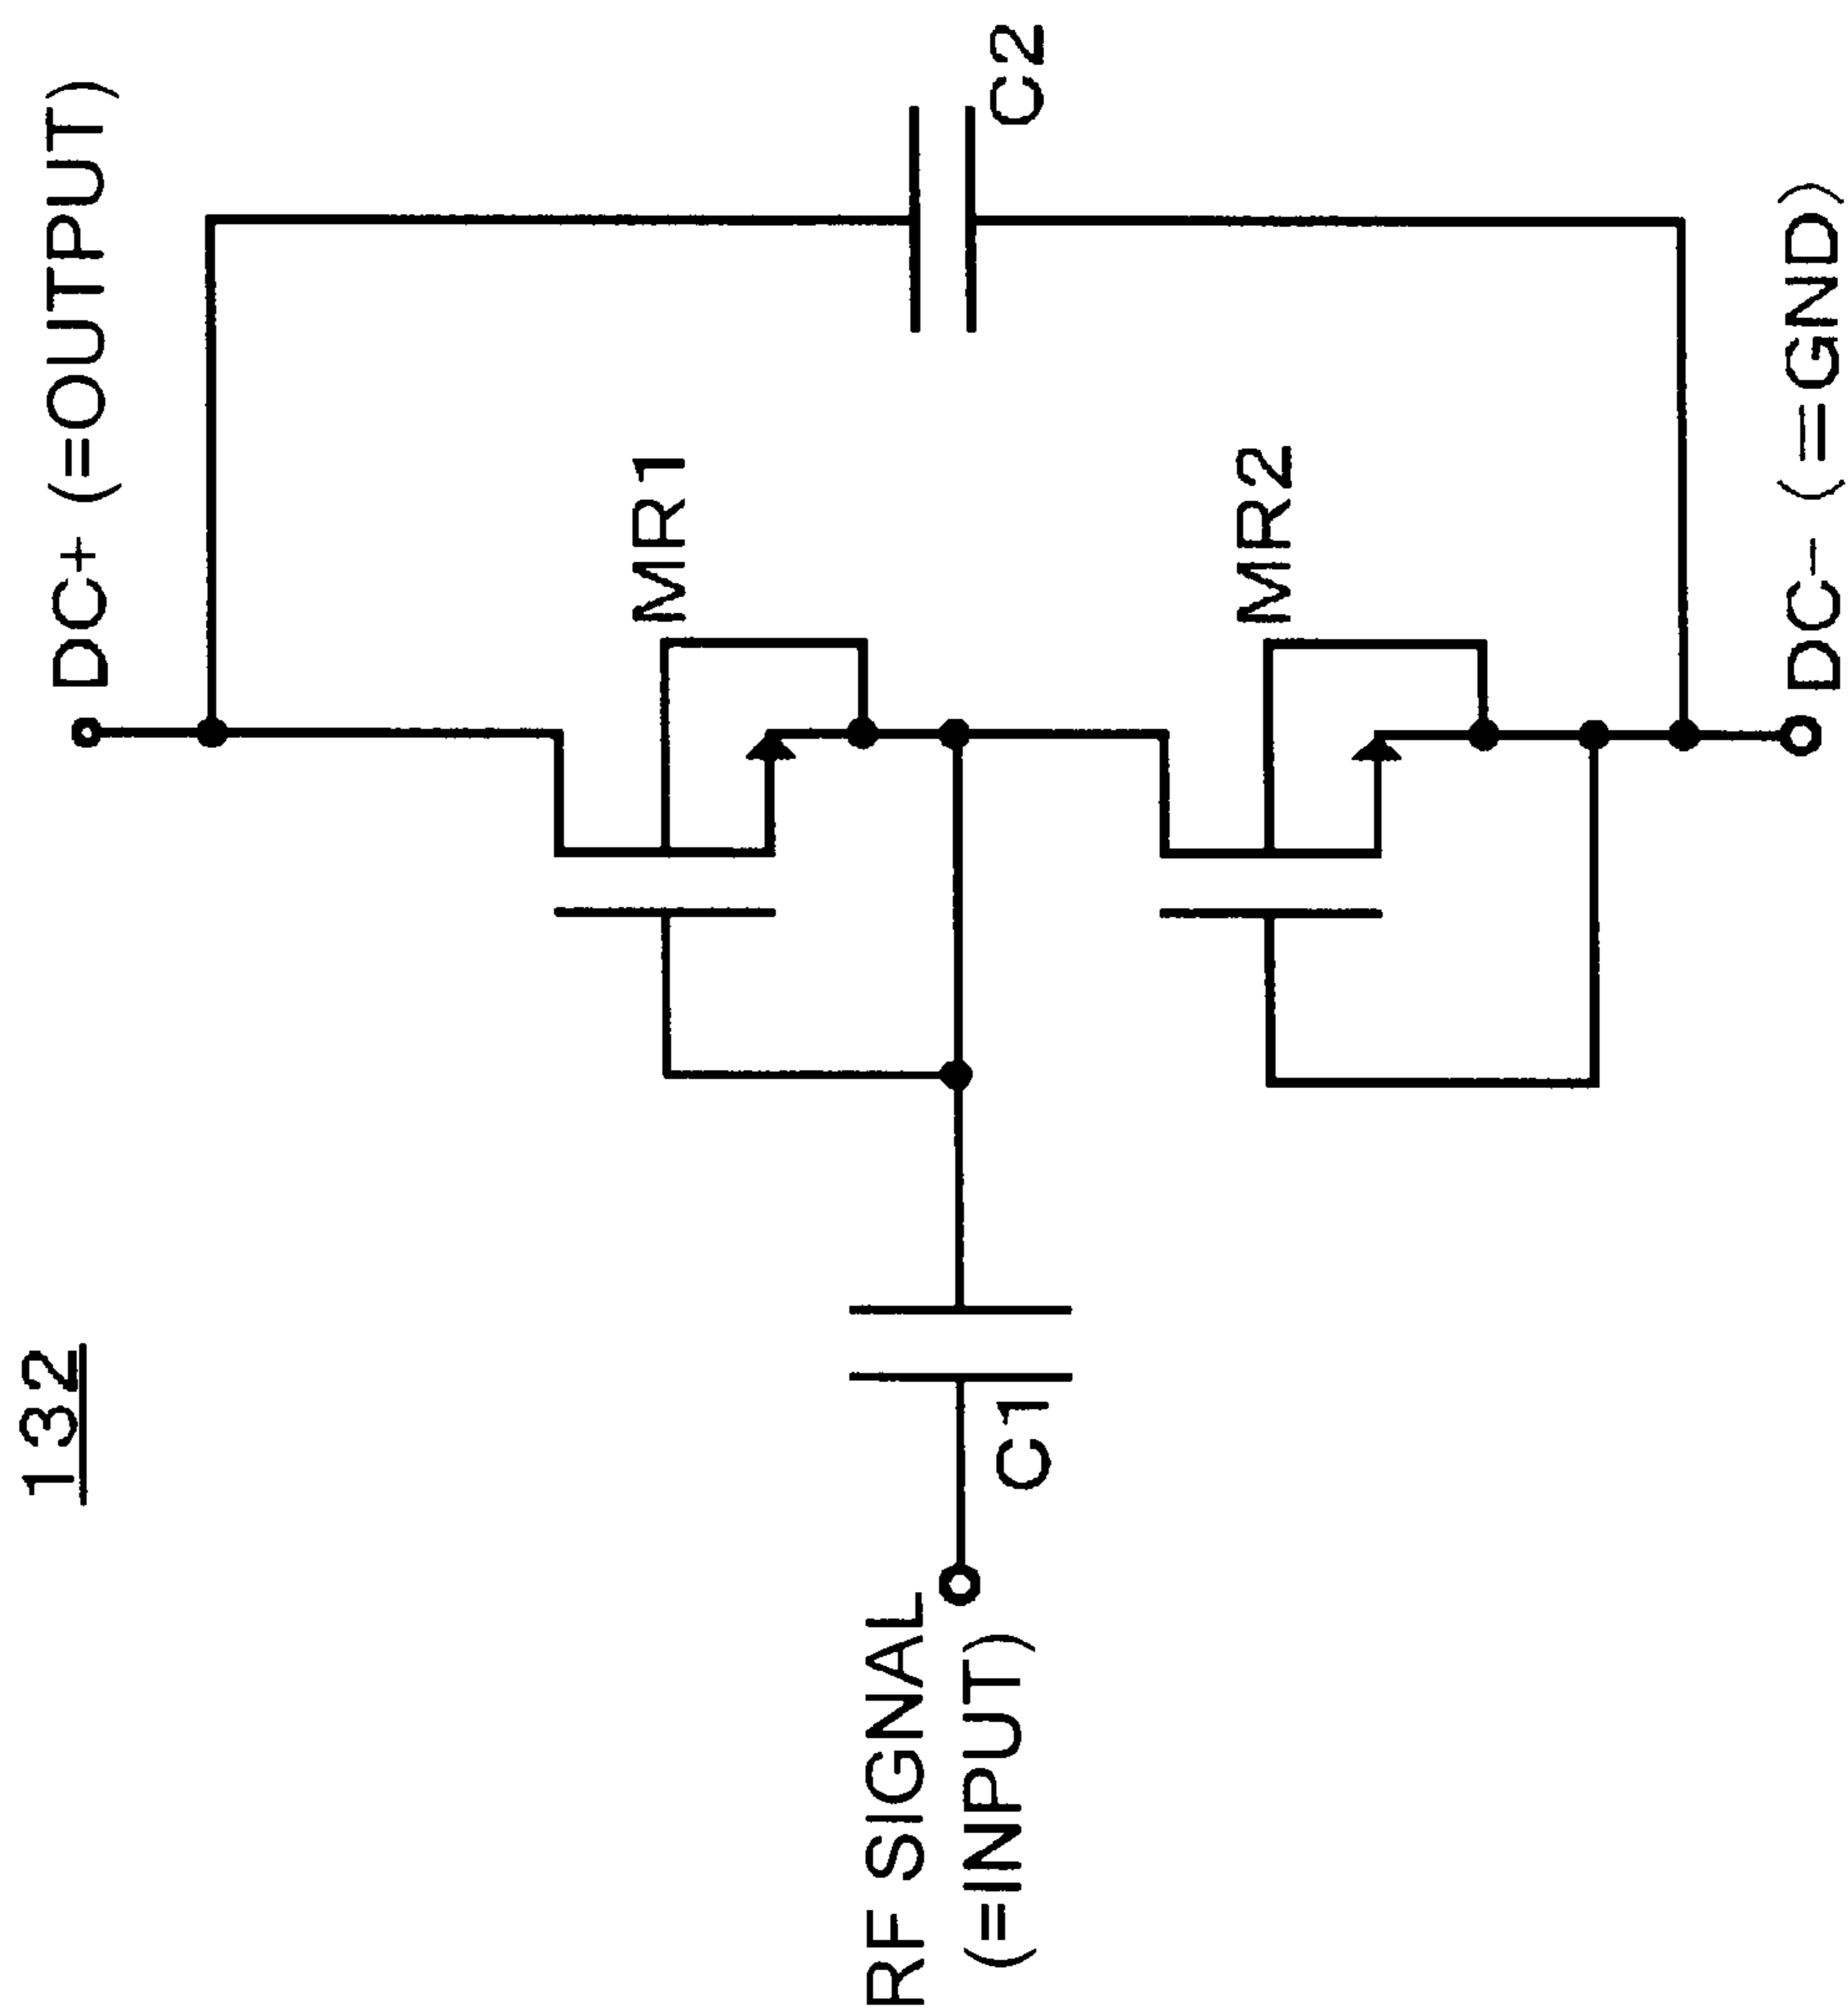 132
DC+ (=OUTPUT)
MR1
C2
RF SIGNAL
(=INPUT)
C1
MR2
DC- (=GND)